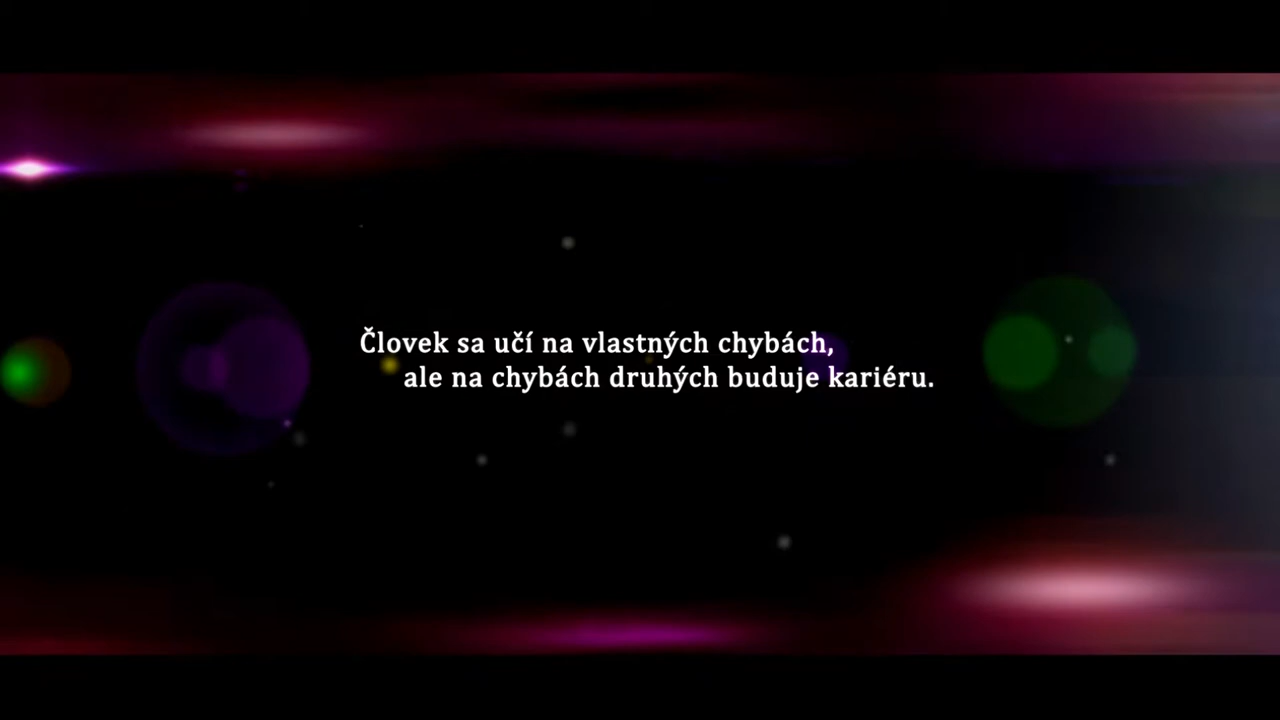 Človek sa učí na vlastných chybách,
ale na chybách druhých buduje kariéru.